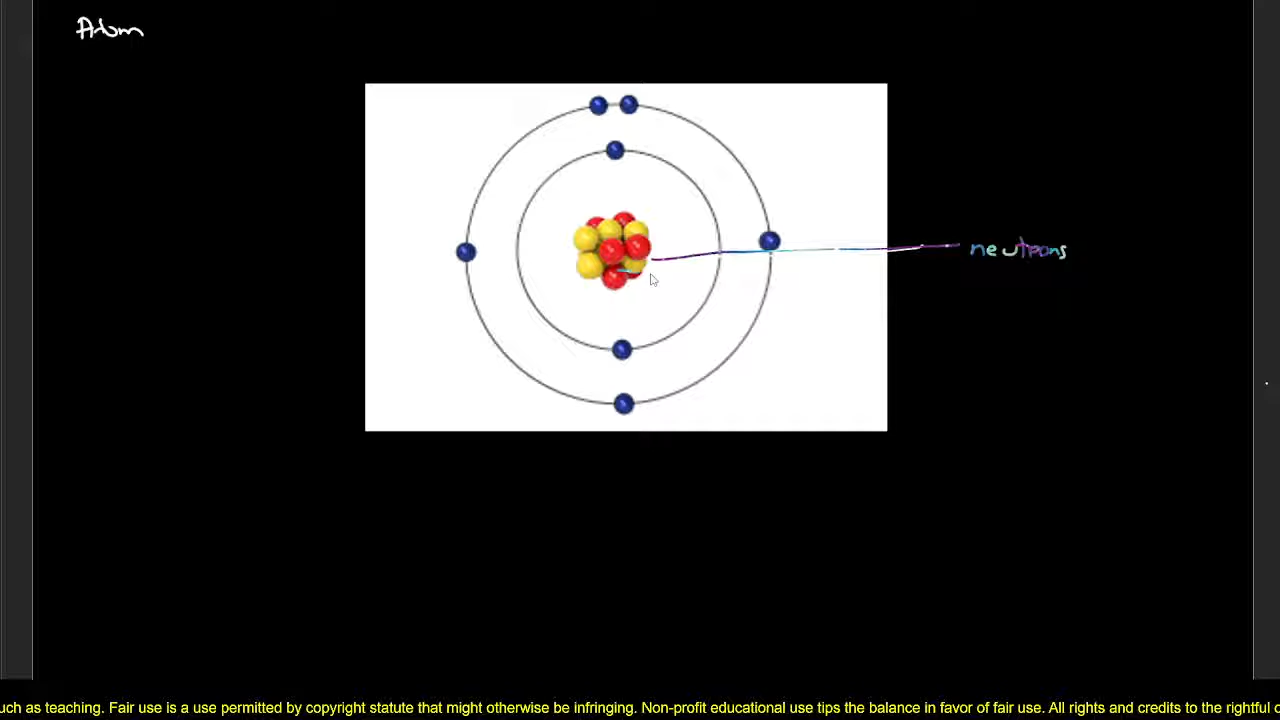 Atom
neutrons
uch as teaching. Fair use is a use permitted by copyright statute that might otherwise be infringing. Non-profit educational use tips the balance in favor of fair use. All rights and credits to the rightful o